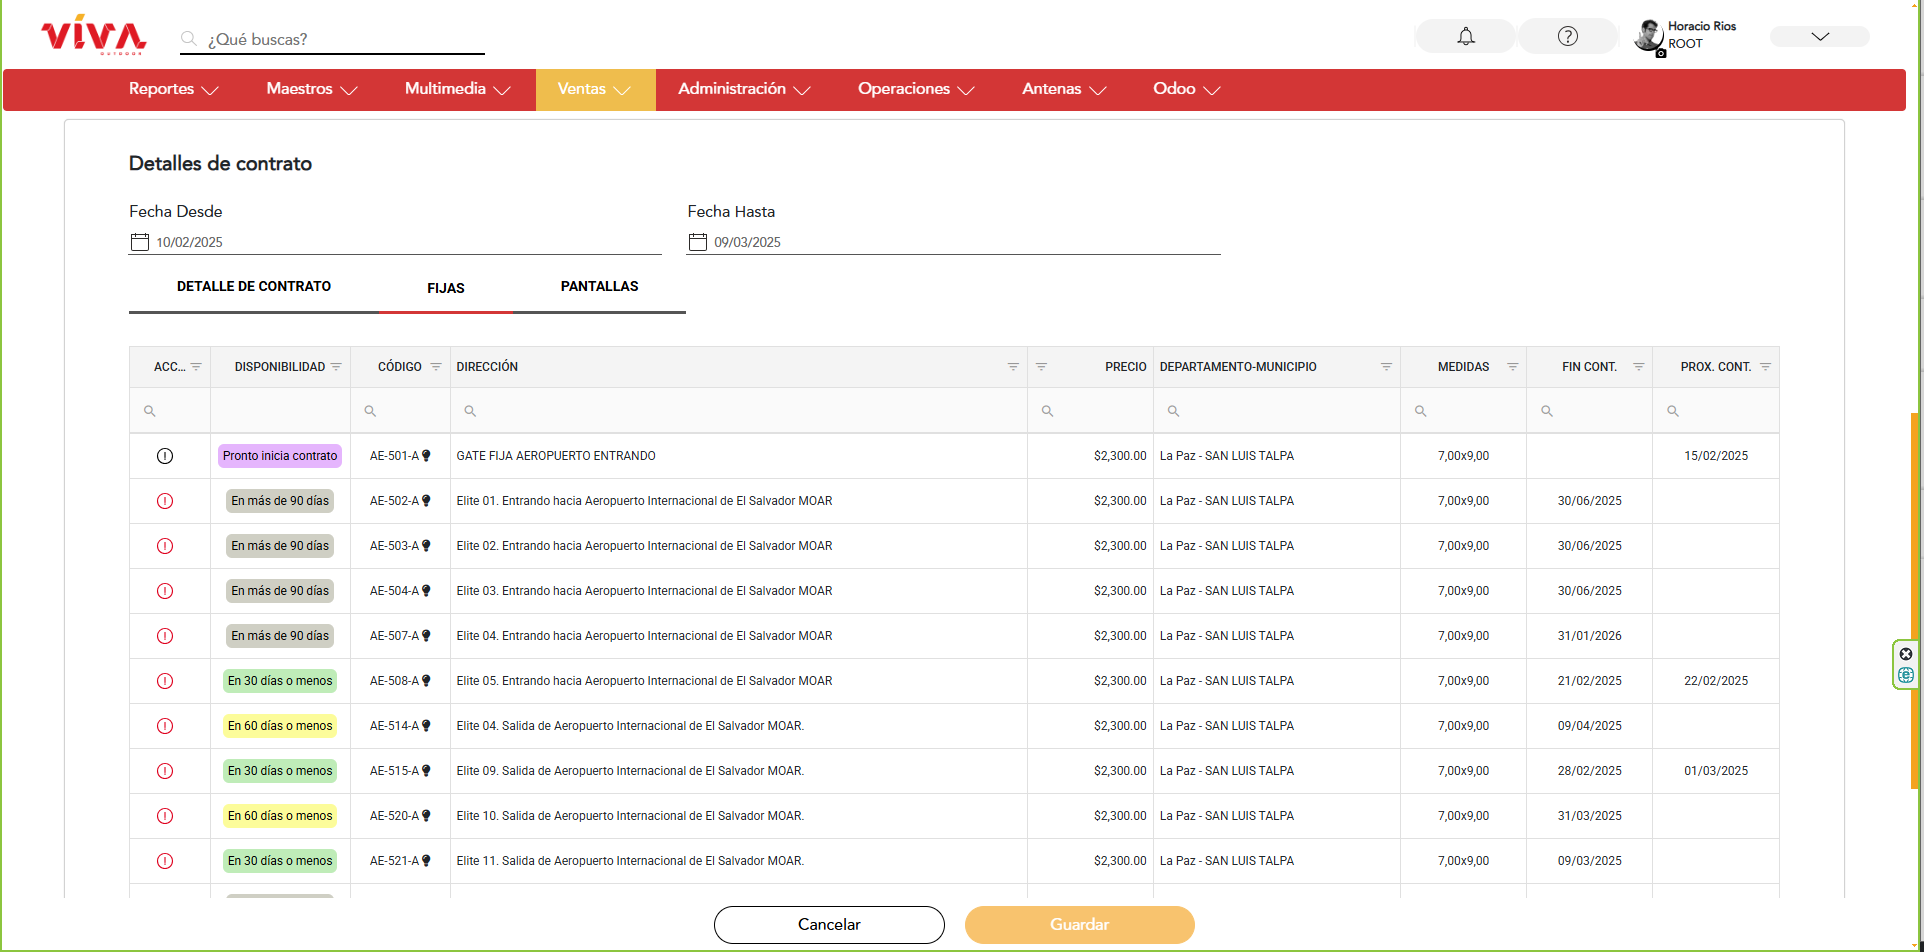 VIVA
OUTDOOR
¿Qué buscas?
Horacio Rios
ROOT
Reportes Maestros Multimedia Ventas Administración Operaciones Antenas Odoo
Detalles de contrato
Fecha Desde Fecha Hasta
10/02/2025 09/03/2025
DETALLE DE CONTRATO FIJAS PANTALLAS
ACC... DISPONIBILIDAD CÓDIGO DIRECCIÓN PRECIO DEPARTAMENTO-MUNICIPIO MEDIDAS FIN CONT. PROX. CONT.
Pronto inicia contrato AE-501-A GATE FIJA AEROPUERTO ENTRANDO $2,300.00 La Paz - SAN LUIS TALPA 7,00x9,00 15/02/2025
En más de 90 días AE-502-A Elite 01. Entrando hacia Aeropuerto Internacional de El Salvador MOAR $2,300.00 La Paz - SAN LUIS TALPA 7,00x9,00 30/06/2025
En más de 90 días AE-503-A Elite 02. Entrando hacia Aeropuerto Internacional de El Salvador MOAR $2,300.00 La Paz - SAN LUIS TALPA 7,00x9,00 30/06/2025
En más de 90 días AE-504-A Elite 03. Entrando hacia Aeropuerto Internacional de El Salvador MOAR $2,300.00 La Paz - SAN LUIS TALPA 7,00x9,00 30/06/2025
En más de 90 días AE-507-A Elite 04. Entrando hacia Aeropuerto Internacional de El Salvador MOAR $2,300.00 La Paz - SAN LUIS TALPA 7,00x9,00 31/01/2026
En 30 días o menos AE-508-A Elite 05. Entrando hacia Aeropuerto Internacional de El Salvador MOAR $2,300.00 La Paz - SAN LUIS TALPA 7,00x9,00 21/02/2025 22/02/2025
En 60 días o menos AE-514-A Elite 04. Salida de Aeropuerto Internacional de El Salvador MOAR. $2,300.00 La Paz - SAN LUIS TALPA 7,00x9,00 09/04/2025
En 30 días o menos AE-515-A Elite 09. Salida de Aeropuerto Internacional de El Salvador MOAR. $2,300.00 La Paz - SAN LUIS TALPA 7,00x9,00 28/02/2025 01/03/2025
En 60 días o menos AE-520-A Elite 10. Salida de Aeropuerto Internacional de El Salvador MOAR. $2,300.00 La Paz - SAN LUIS TALPA 7,00x9,00 31/03/2025
En 30 días o menos AE-521-A Elite 11. Salida de Aeropuerto Internacional de El Salvador MOAR. $2,300.00 La Paz - SAN LUIS TALPA 7,00x9,00 09/03/2025
Cancelar Guardar